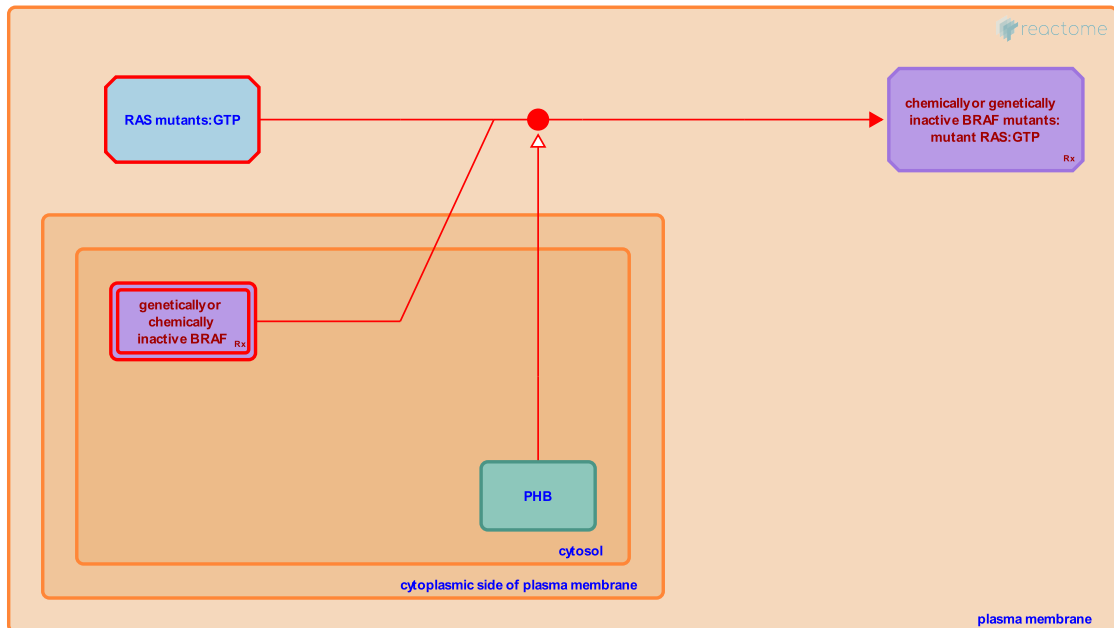 reactome
RAS mutants:GTP
chemically or genetically
inactive BRAF mutants:
mutant RAS:GTP
Rx
genetically or
chemically
inactive BRAF
Rx
PHB
cytosol
cytoplasmic side of plasma membrane
plasma membrane